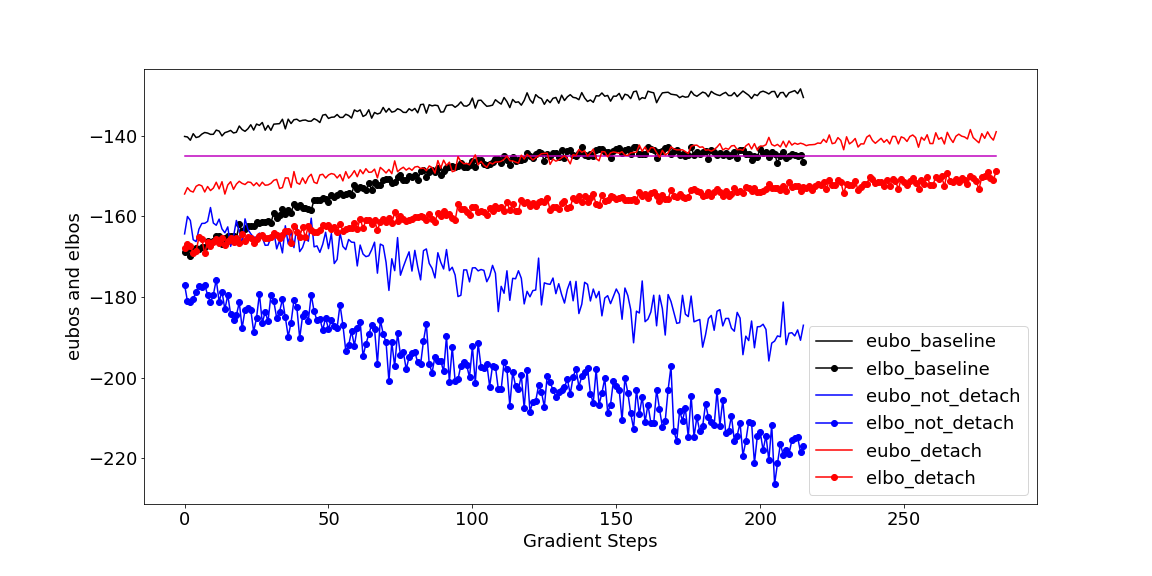 eubos and elbos
−140
−160
−180
−200
−220
0 50 100 150 200 250
Gradient Steps
eubo_baseline
elbo_baseline
eubo_not_detach
elbo_not_detach
eubo_detach
elbo_detach